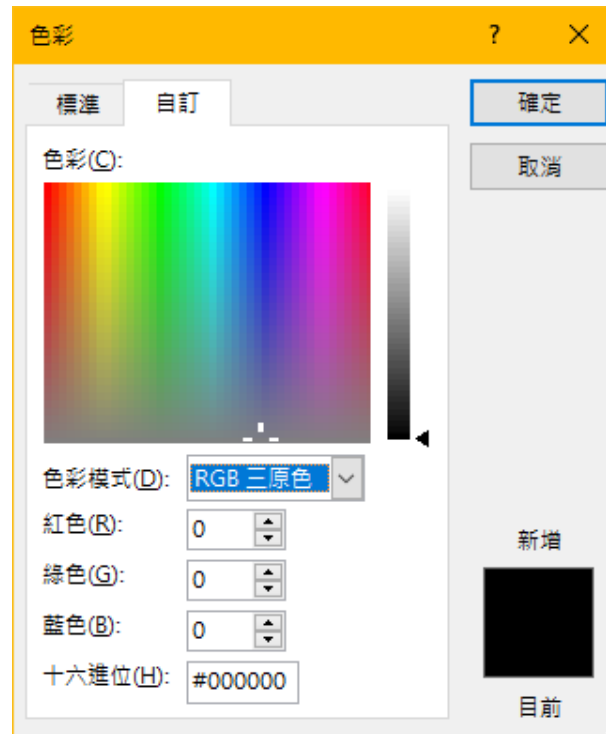 色彩 ? ×
標準 自訂
確定
取消
色彩(C):
色彩模式(D): RGB 三原色
紅色(R): 0
綠色(G): 0
藍色(B): 0
十六進位(H): #000000
新增
目前